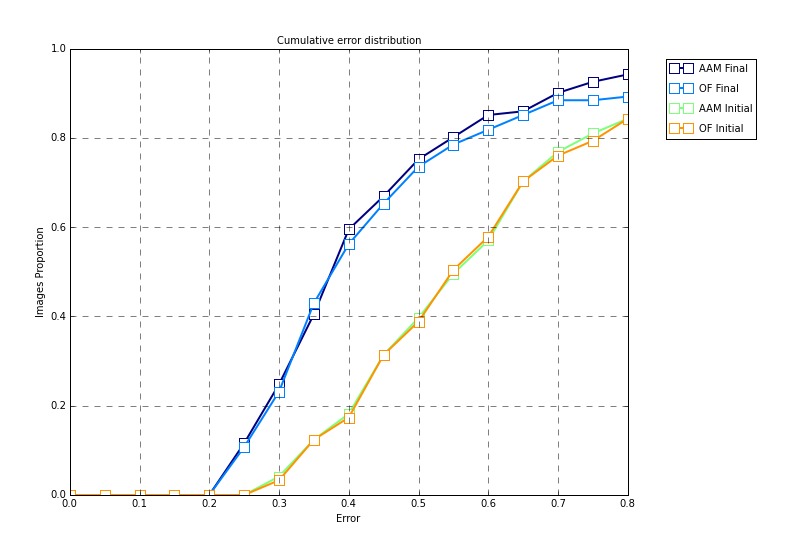 Cumulative error distribution
1.0
0.8
0.6
0.4
0.2
0.0
Images Proportion
0.0 0.1 0.2 0.3 0.4 0.5 0.6 0.7 0.8
Error
AAM Final
OF Final
AAM Initial
OF Initial